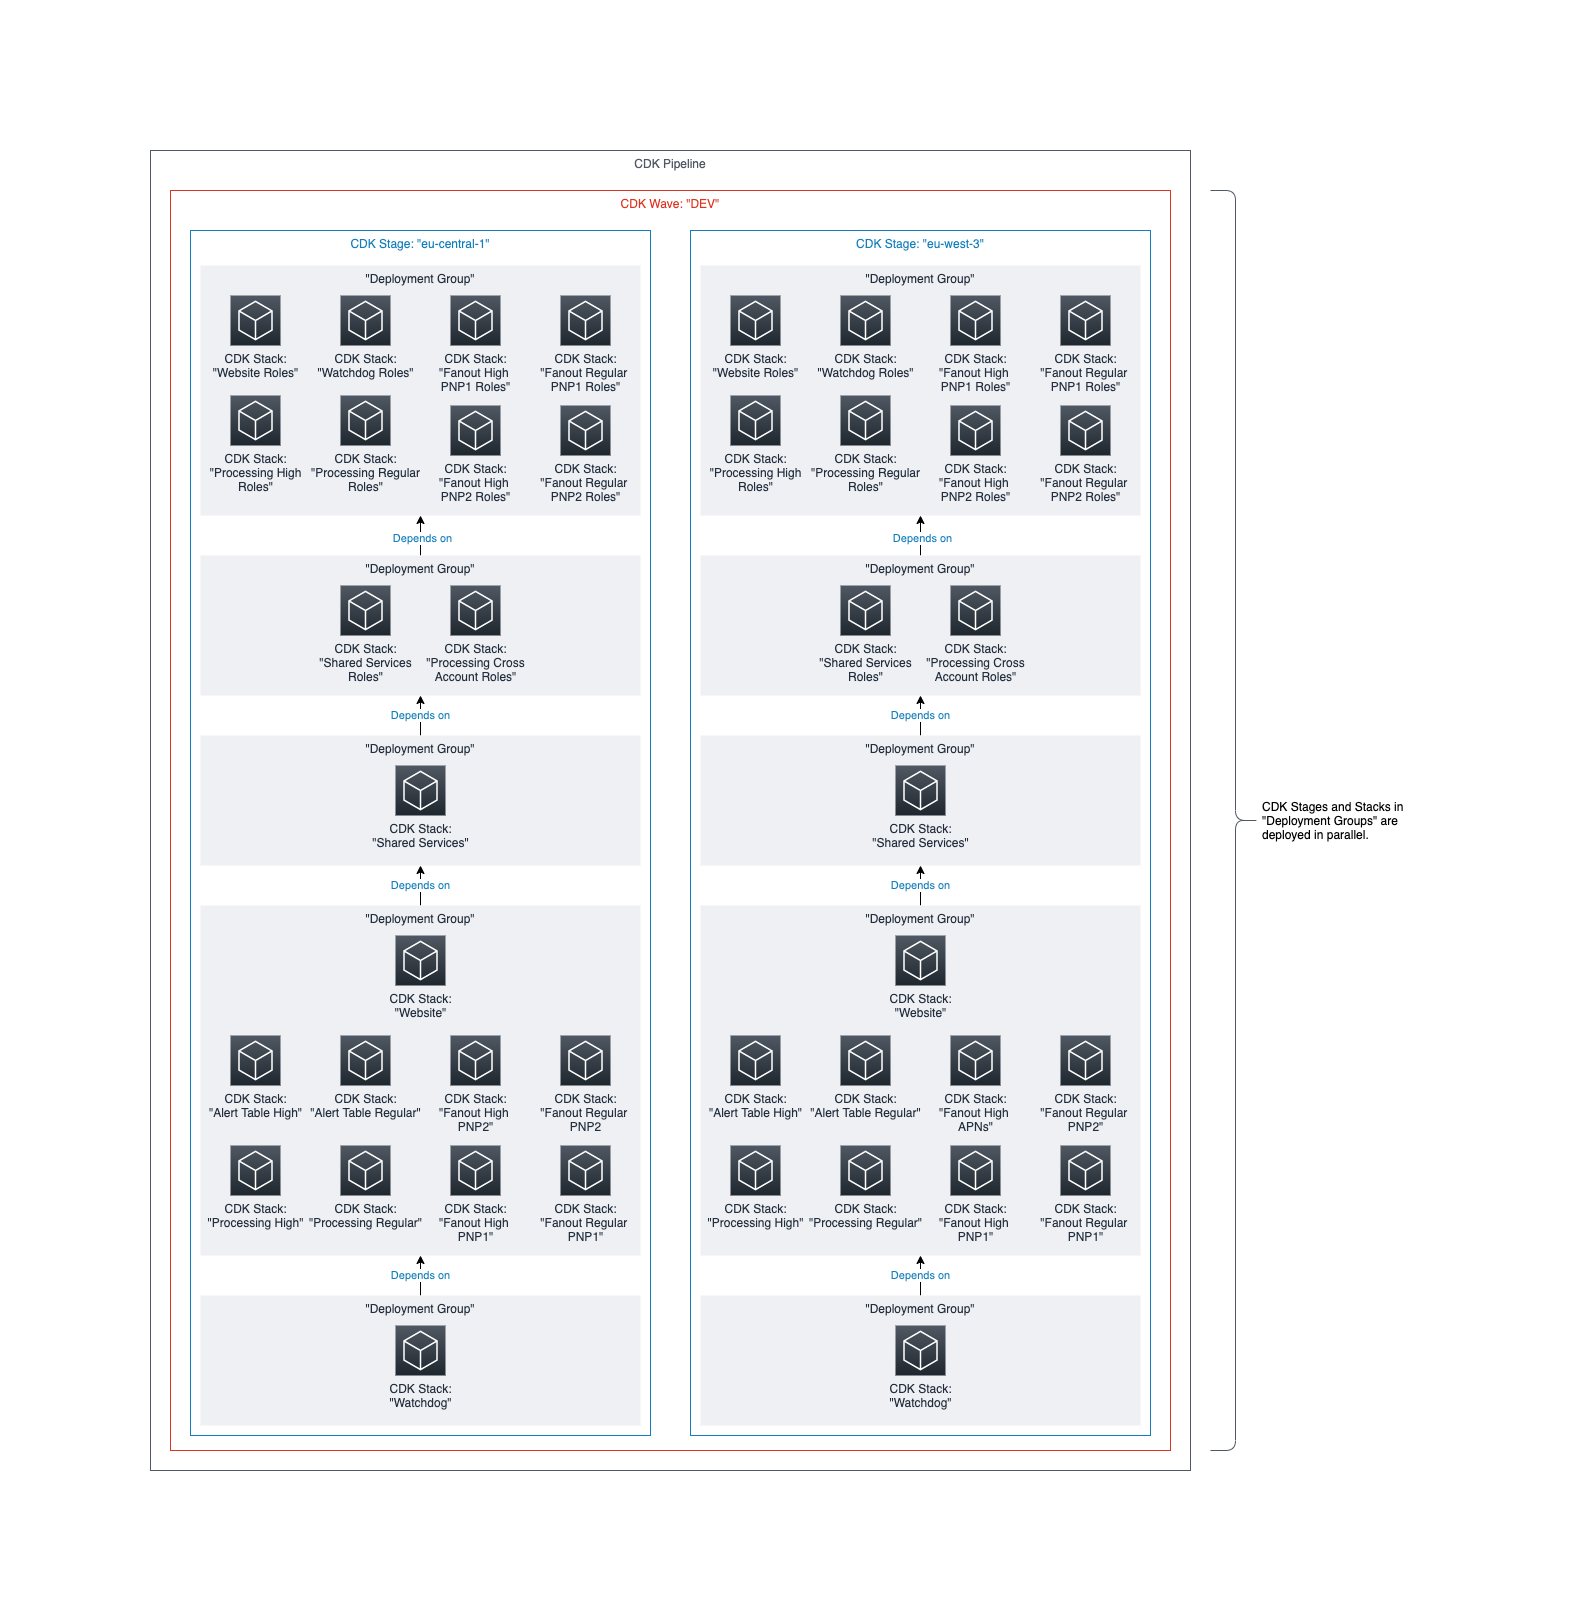 CDK Pipeline
CDK Wave: "DEV"
CDK Stage: "eu-central-1"
"Deployment Group"
CDK Stack:
"Website Roles"
CDK Stack:
"Watchdog Roles"
CDK Stack:
"Fanout High
PNP1 Roles"
CDK Stack:
"Fanout Regular
PNP1 Roles"
CDK Stack:
"Processing High
Roles"
CDK Stack:
"Processing Regular
Roles"
CDK Stack:
"Fanout High
PNP2 Roles"
CDK Stack:
"Fanout Regular
PNP2 Roles"
Depends on
"Deployment Group"
CDK Stack:
"Shared Services
Roles"
CDK Stack:
"Processing Cross
Account Roles"
Depends on
"Deployment Group"
CDK Stack:
"Shared Services"
Depends on
"Deployment Group"
CDK Stack:
"Website"
CDK Stack:
"Alert Table High"
CDK Stack:
"Alert Table Regular"
CDK Stack:
"Fanout High
PNP2"
CDK Stack:
"Fanout Regular
PNP2
CDK Stack:
"Processing High"
CDK Stack:
"Processing Regular"
CDK Stack:
"Fanout High
PNP1"
CDK Stack:
"Fanout Regular
PNP1"
Depends on
"Deployment Group"
CDK Stack:
"Watchdog"
CDK Stage: "eu-west-3"
"Deployment Group"
CDK Stack:
"Website Roles"
CDK Stack:
"Watchdog Roles"
CDK Stack:
"Fanout High
PNP1 Roles"
CDK Stack:
"Fanout Regular
PNP1 Roles"
CDK Stack:
"Processing High
Roles"
CDK Stack:
"Processing Regular
Roles"
CDK Stack:
"Fanout High
PNP2 Roles"
CDK Stack:
"Fanout Regular
PNP2 Roles"
Depends on
"Deployment Group"
CDK Stack:
"Shared Services
Roles"
CDK Stack:
"Processing Cross
Account Roles"
Depends on
"Deployment Group"
CDK Stack:
"Shared Services"
Depends on
"Deployment Group"
CDK Stack:
"Website"
CDK Stack:
"Alert Table High"
CDK Stack:
"Alert Table Regular"
CDK Stack:
"Fanout High
APNs"
CDK Stack:
"Fanout Regular
PNP2"
CDK Stack:
"Processing High"
CDK Stack:
"Processing Regular"
CDK Stack:
"Fanout High
PNP1"
CDK Stack:
"Fanout Regular
PNP1"
Depends on
"Deployment Group"
CDK Stack:
"Watchdog"
CDK Stages and Stacks in
"Deployment Groups" are
deployed in parallel.